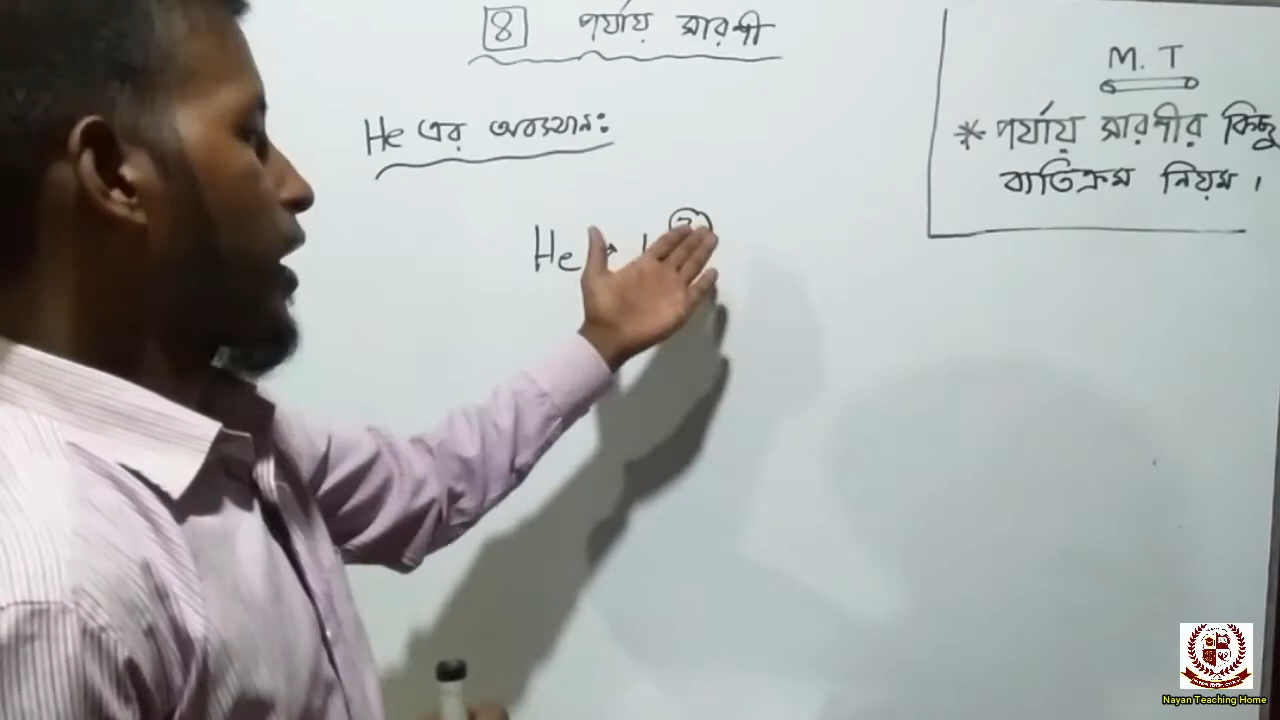 ৪ পর্যায় সারণী
He এর অবস্থান:
He
M. T
* পর্যায় সারণীর কিছু
ব্যতিক্রম নিয়ম।
Nayan Teaching Home